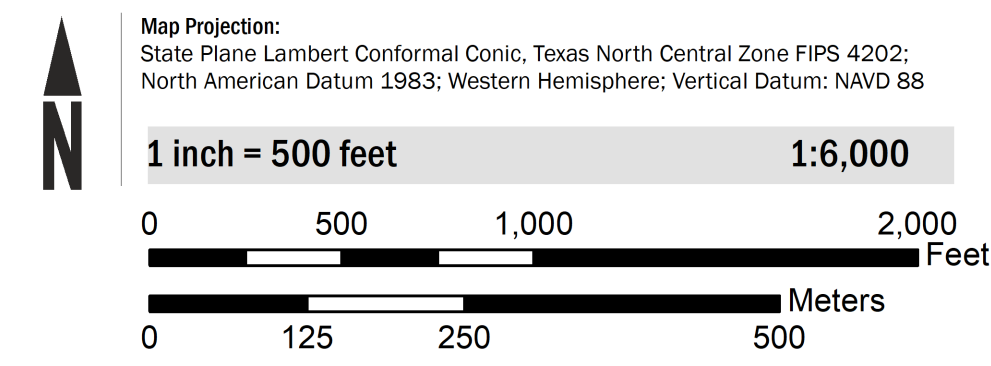 Map Projection:
State Plane Lambert Conformal Conic, Texas North Central Zone FIPS 4202;
North American Datum 1983; Western Hemisphere; Vertical Datum: NAVD 88
N
1 inch = 500 feet 1:6,000
0 500 1,000 2,000
Feet
Meters
0 125 250 500